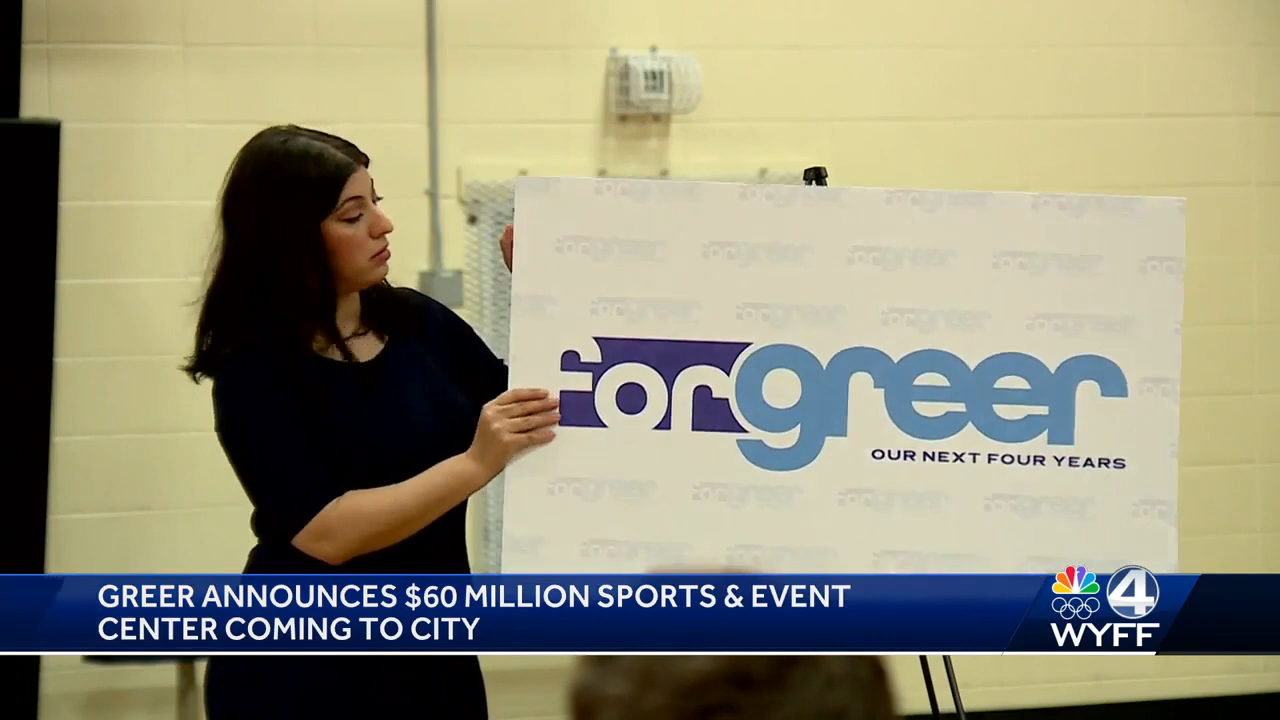 forgreer
OUR NEXT FOUR YEARS
GREER ANNOUNCES $60 MILLION SPORTS & EVENT
CENTER COMING TO CITY
4
WYFF